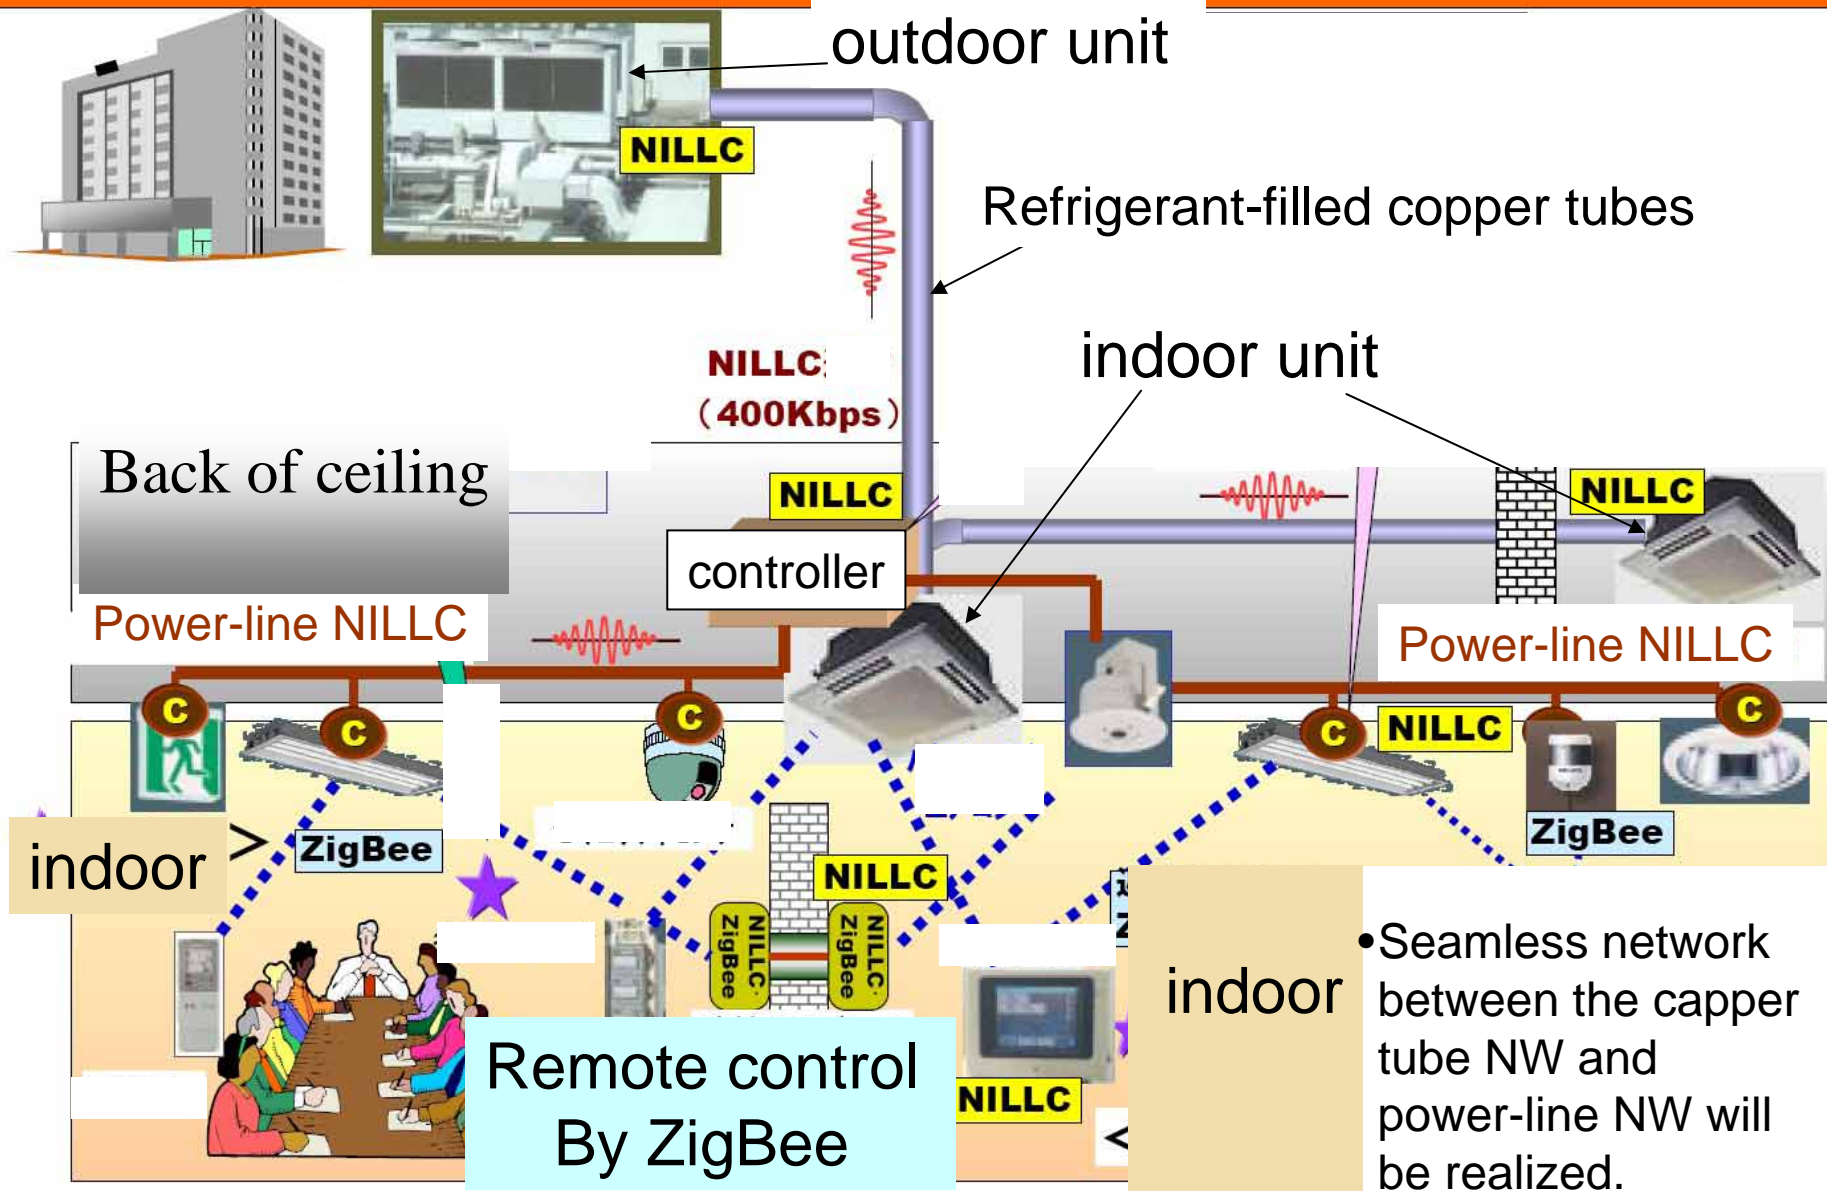 outdoor unit
NILLC
Refrigerant-filled copper tubes
indoor unit
NILLC
(400Kbps)
Back of ceiling
NILLC
NILLC
controller
Power-line NILLC
Power-line NILLC
C
C
C
C
C
NILLC
ZigBee
ZigBee
indoor
NILLC
NILLC·
ZigBee
NILLC·
ZigBee
indoor
•Seamless network
between the capper
tube NW and
power-line NW will
be realized.
Remote control
By ZigBee
NILLC